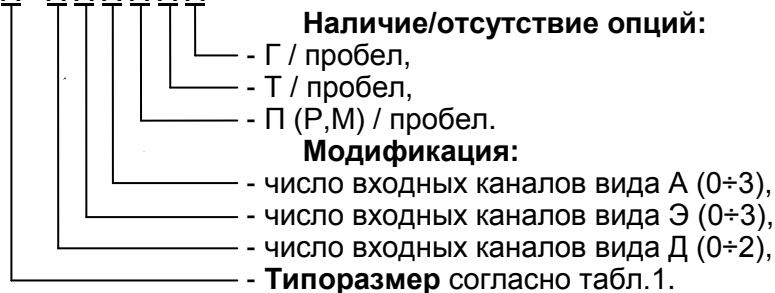 Наличие/отсутствие опций:
- Г / пробел,
- Т / пробел,
- П (Р,М) / пробел.
Модификация:
- число входных каналов вида А (0÷3),
- число входных каналов вида Э (0÷3),
- число входных каналов вида Д (0÷2),
- Типоразмер согласно табл.1.